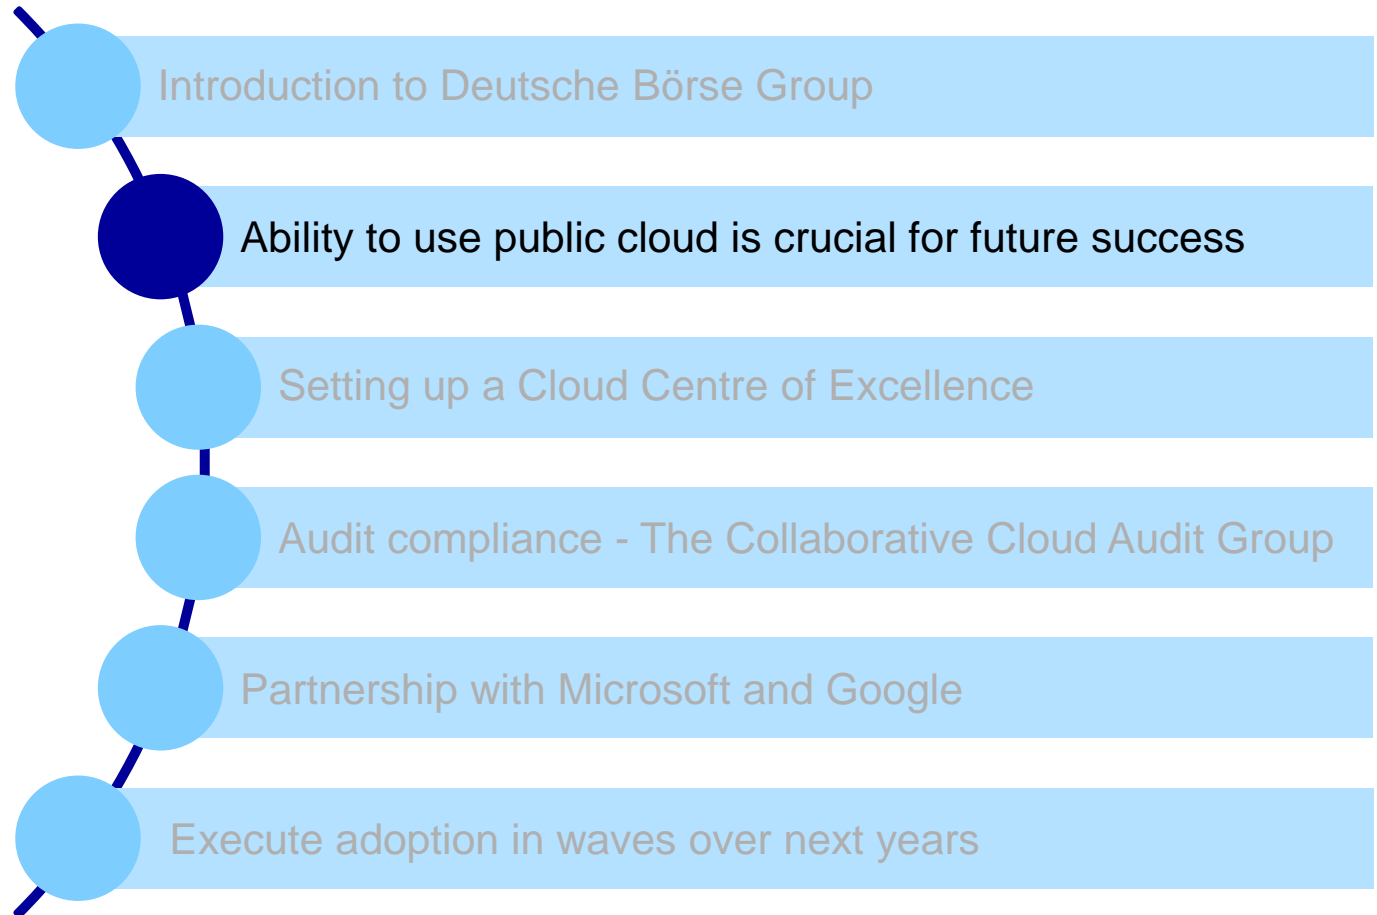 Introduction to Deutsche Börse Group
Ability to use public cloud is crucial for future success
Setting up a Cloud Centre of Excellence
Audit compliance - The Collaborative Cloud Audit Group
Partnership with Microsoft and Google
Execute adoption in waves over next years